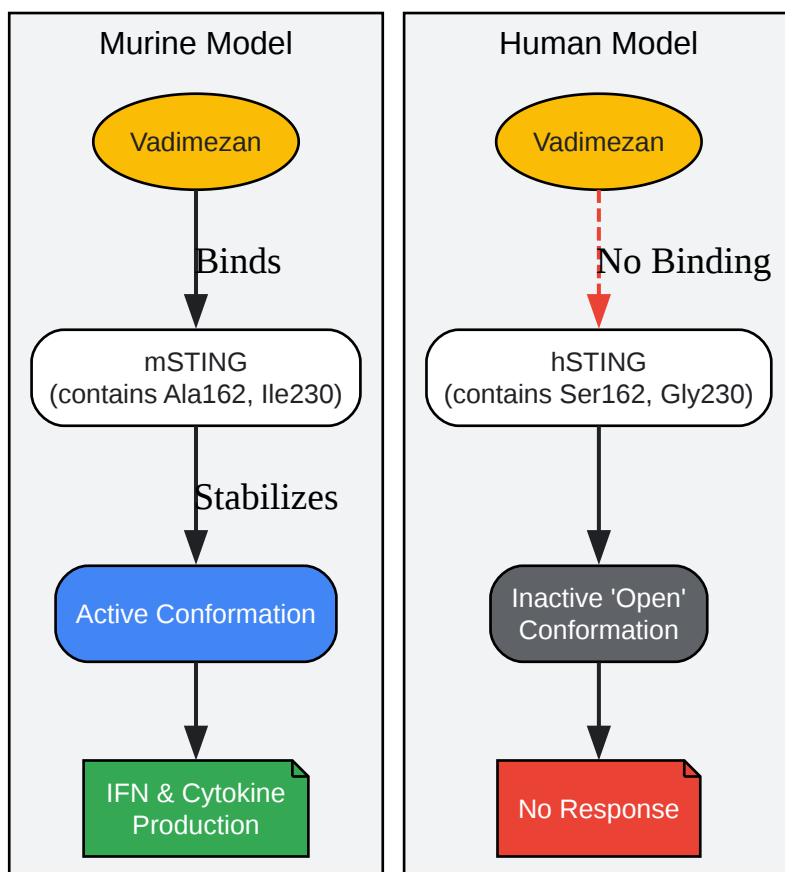 Murine Model
Vadimezan
Binds
mSTING
(contains Ala162, Ile230)
Stabilizes
Active Conformation
IFN & Cytokine
Production
Human Model
Vadimezan
No Binding
hSTING
(contains Ser162, Gly230)
Inactive 'Open'
Conformation
No Response